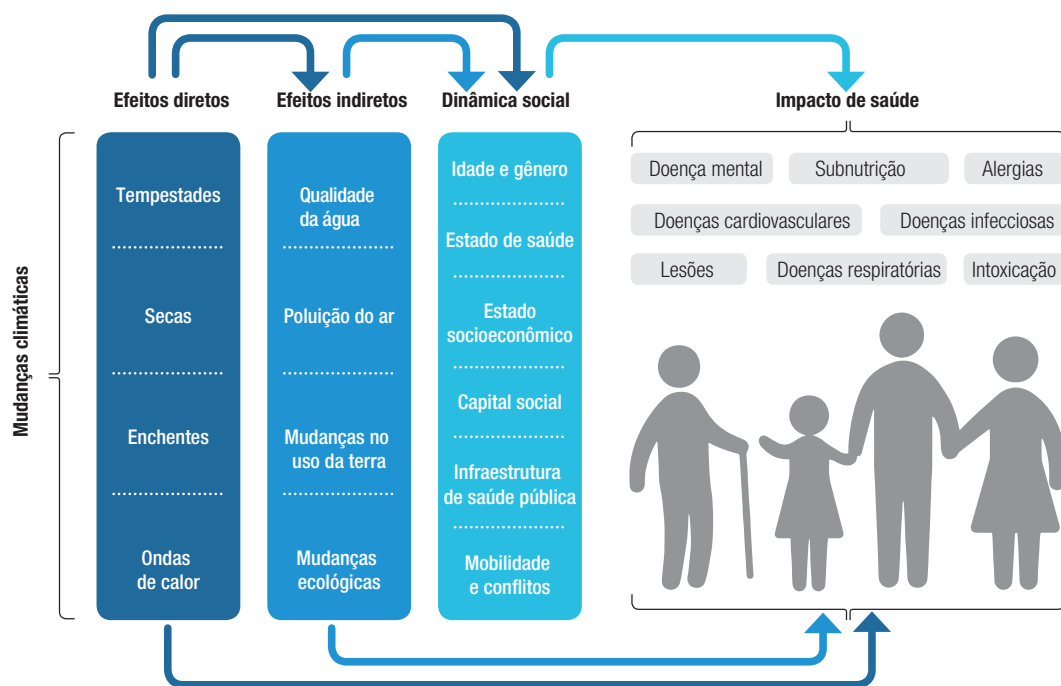 Efeitos diretos
Efeitos indiretos
Dinâmica social
Impacto de saúde
Mudanças climáticas
Tempestades
Secas
Enchentes
Ondas
de calor
Qualidade
da água
Poluição do ar
Mudanças no
uso da terra
Mudanças
ecológicas
Idade e gênero
Estado de saúde
Estado
socioeconômico
Capital social
Infraestrutura
de saúde pública
Mobilidade
e conflitos
Doença mental
Subnutrição
Alergias
Doenças cardiovasculares
Doenças infecciosas
Lesões
Doenças respiratórias
Intoxicação